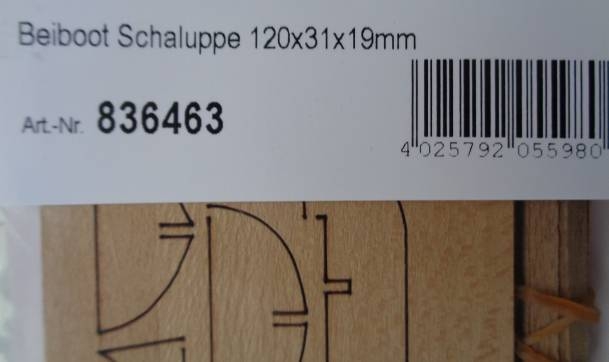 Beiboot Schaluppe 120x31x19mm
Art.-Nr. 836463
4 025792 055980